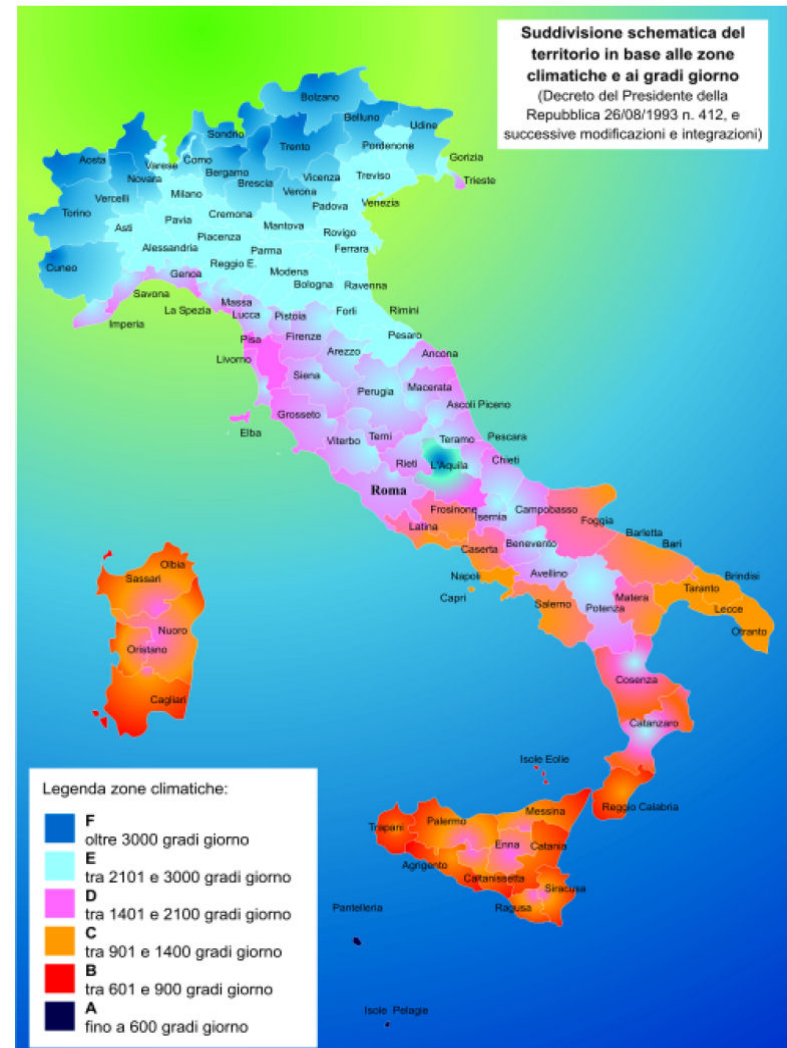 Suddivisione schematica del
territorio in base alle zone
climatiche e ai gradi giorno
(Decreto del Presidente della
Repubblica 26/08/1993 n. 412, e
successive modificazioni e integrazioni)
Bolzano
Belluno
Udine
Sondrio
Trento
Pordenone
Gorizia
Trieste
Aosta
Varese
Como
Bergamo
Brescia
Vicenza
Treviso
Novara
Verona
Vercelli
Milano
Padova
Venezia
Torino
Pavia
Cremona
Mantova
Asti
Piacenza
Rovigo
Alessandria
Parma
Ferrara
Cuneo
Reggio E.
Modena
Genoa
Bologna
Ravenna
Savona
Massa
La Spezia
Lucca
Pistoia
Forli
Rimini
Imperia
Pisa
Firenze
Pesaro
Livorno
Arezzo
Ancona
Siena
Perugia
Macerata
Ascoli Piceno
Grosseto
Elba
Viterbo
Terni
Teramo
Pescara
Rieti
L'Aquila
Chieti
Roma
Frosinone
Isernia
Campobasso
Latina
Foggia
Barletta
Bari
Caserta
Benevento
Napoli
Avellino
Brindisi
Capri
Salerno
Potenza
Matera
Taranto
Lecce
Otranto
Olbia
Sassari
Nuoro
Oristano
Cagliari
Cosenza
Catanzaro
Isole Eolie
Reggio Calabria
Messina
Trapani
Palermo
Enna
Catania
Agrigento
Caltanissetta
Siracusa
Ragusa
Pantelleria
Isole Pelagie
Legenda zone climatiche:
F
oltre 3000 gradi giorno
E
tra 2101 e 3000 gradi giorno
D
tra 1401 e 2100 gradi giorno
C
tra 901 e 1400 gradi giorno
B
tra 601 e 900 gradi giorno
A
fino a 600 gradi giorno